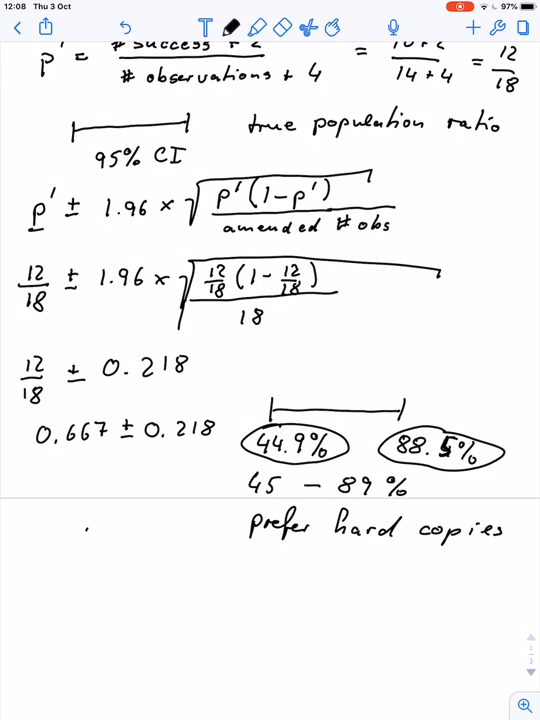 12:08 Thu 3 Oct 97%
T
p' = # success + 2 / # observations + 4 = 10 + 2 / 14 + 4 = 12 / 18
true population ratio
95% CI
p' ± 1.96 × √ p'(1 - p') / amended # obs
12/18 ± 1.96 × √ 12/18 (1 - 12/18) / 18
12/18 ± 0.218
0.667 ± 0.218
44.9% 88.5%
45 - 89%
prefer hard copies